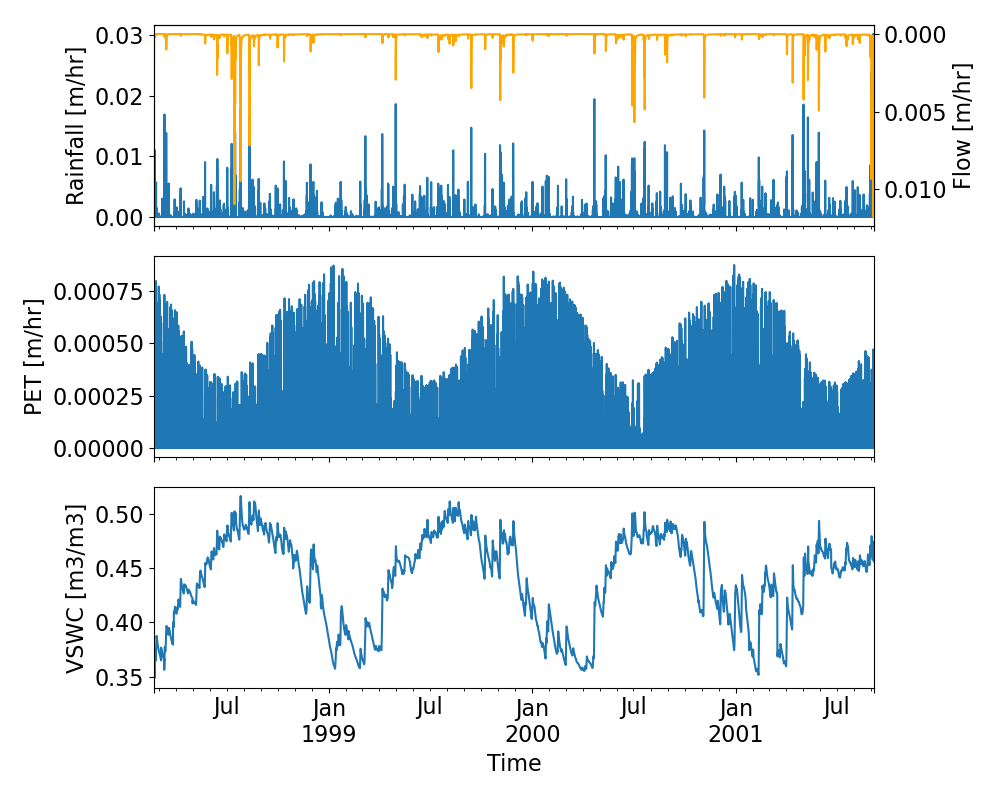 Rainfall [m/hr]
0.03
0.02
0.01
0.00
Flow [m/hr]
0.000
0.005
0.010
PET [m/hr]
0.00075
0.00050
0.00025
0.00000
VSWC [m3/m3]
0.50
0.45
0.40
0.35
Jul Jan Jul Jan Jul Jan Jul
1999 2000 2001
Time